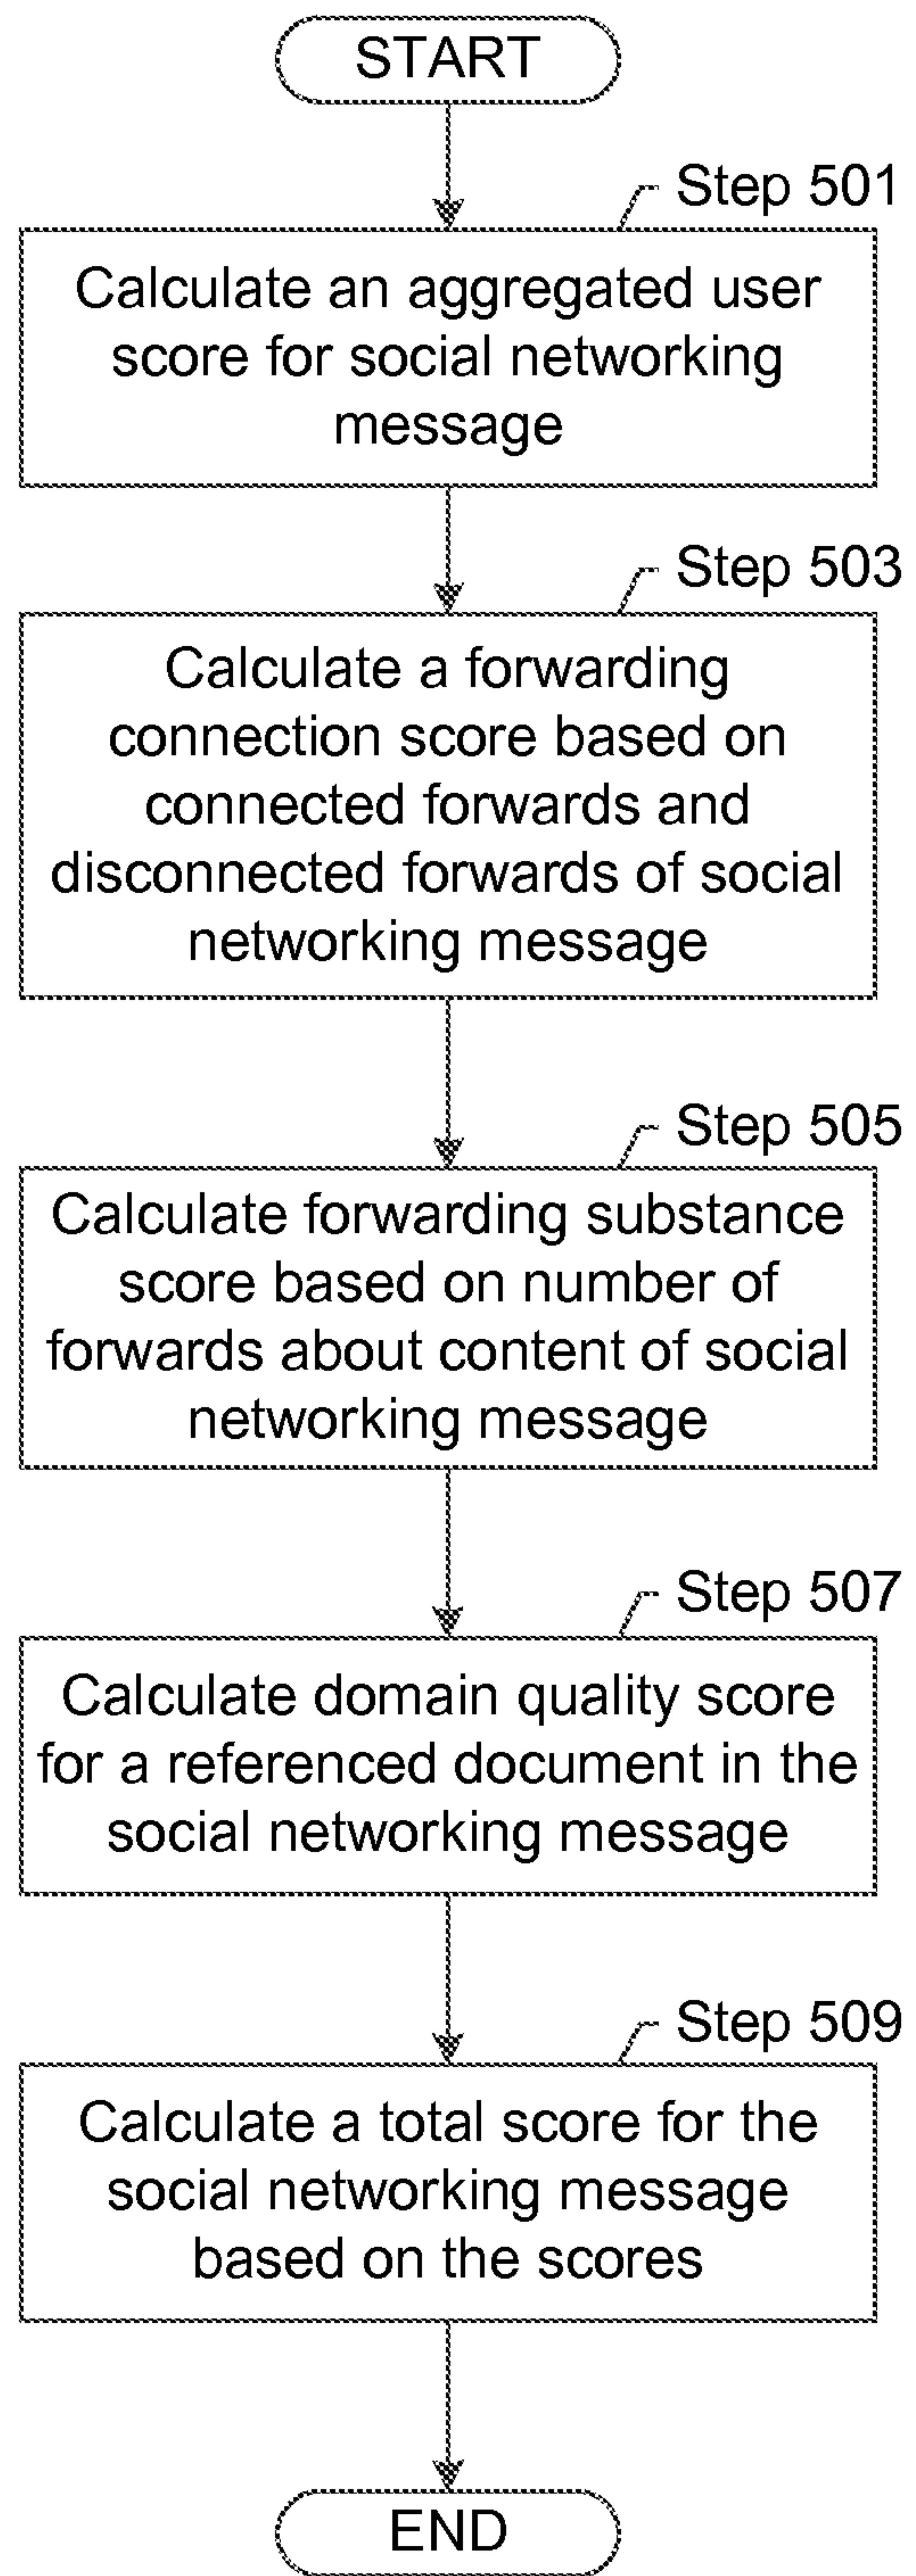 START
Step 501
Calculate an aggregated user
score for social networking
message
Step 503
Calculate a forwarding
connection score based on
connected forwards and
disconnected forwards of social
networking message
Step 505
Calculate forwarding substance
score based on number of
forwards about content of social
networking message
Step 507
Calculate domain quality score
for a referenced document in the
social networking message
Step 509
Calculate a total score for the
social networking message
based on the scores
END